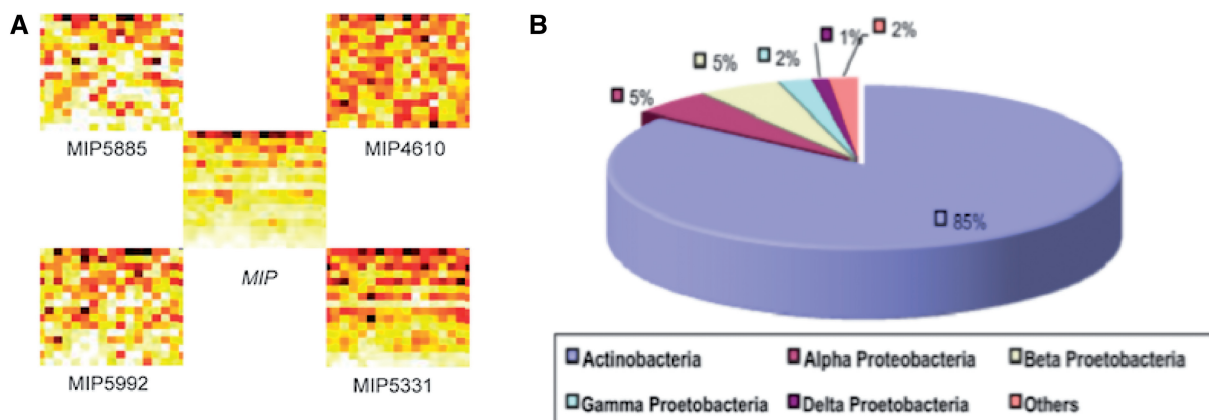 A
MIP5885
MIP4610
MIP
MIP5992
MIP5331
B
5%
5%
2%
1%
2%
85%
Actinobacteria
Alpha Proteobacteria
Beta Proetobacteria
Gamma Proetobacteria
Delta Proetobacteria
Others